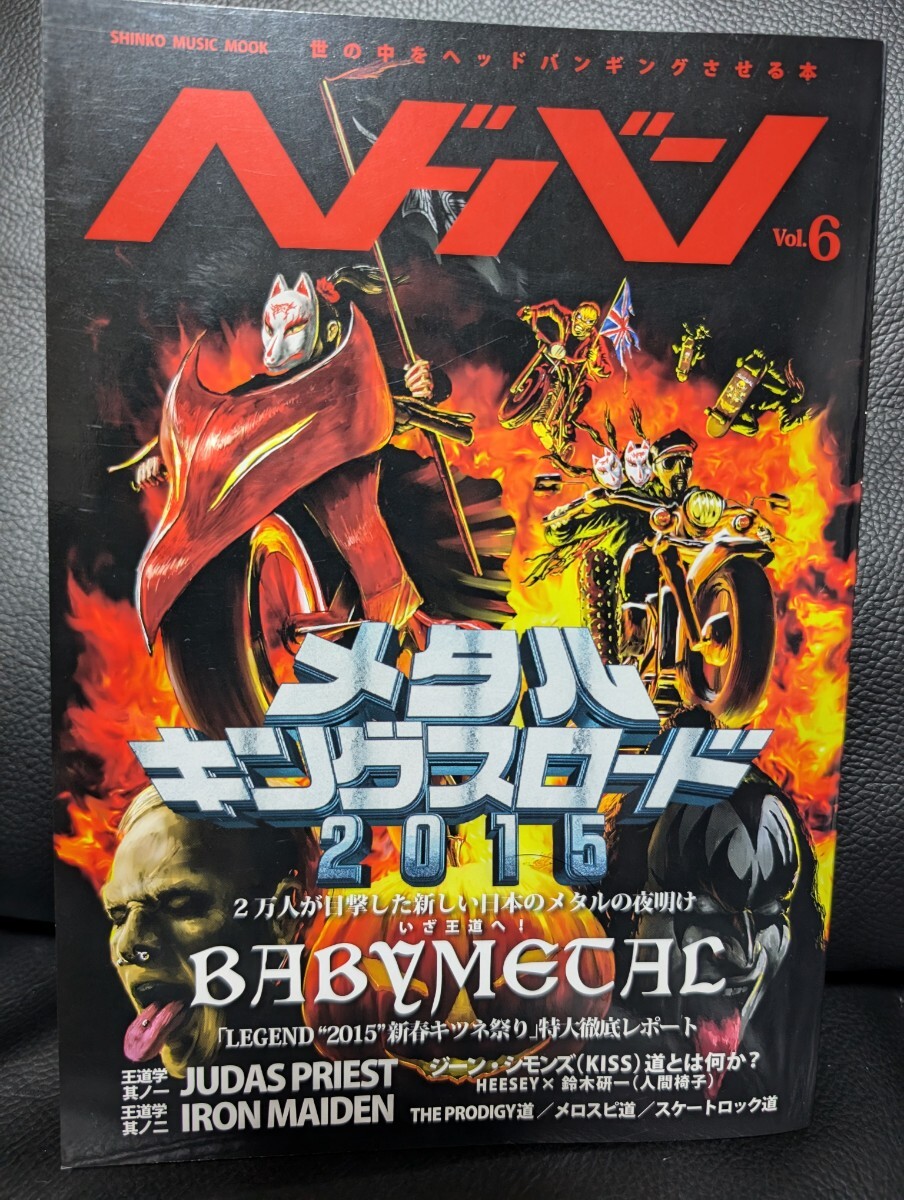 SHINKO MUSIC MOOK
世の中をヘッドバンギングさせる本
ヘドバン
Vol.6
メタル
キングスロード
2015
2万人が目撃した新しい日本のメタルの夜明け
いざ王道へ!
BABYMETAL
「LEGEND “2015” 新春キツネ祭り」特大徹底レポート
王道学 其ノ一 JUDAS PRIEST
王道学 其ノ二 IRON MAIDEN
ジーン・シモンズ(KISS)道とは何か?
HEESEY×鈴木研一(人間椅子)
THE PRODIGY道/メロスピ道/スケートロック道